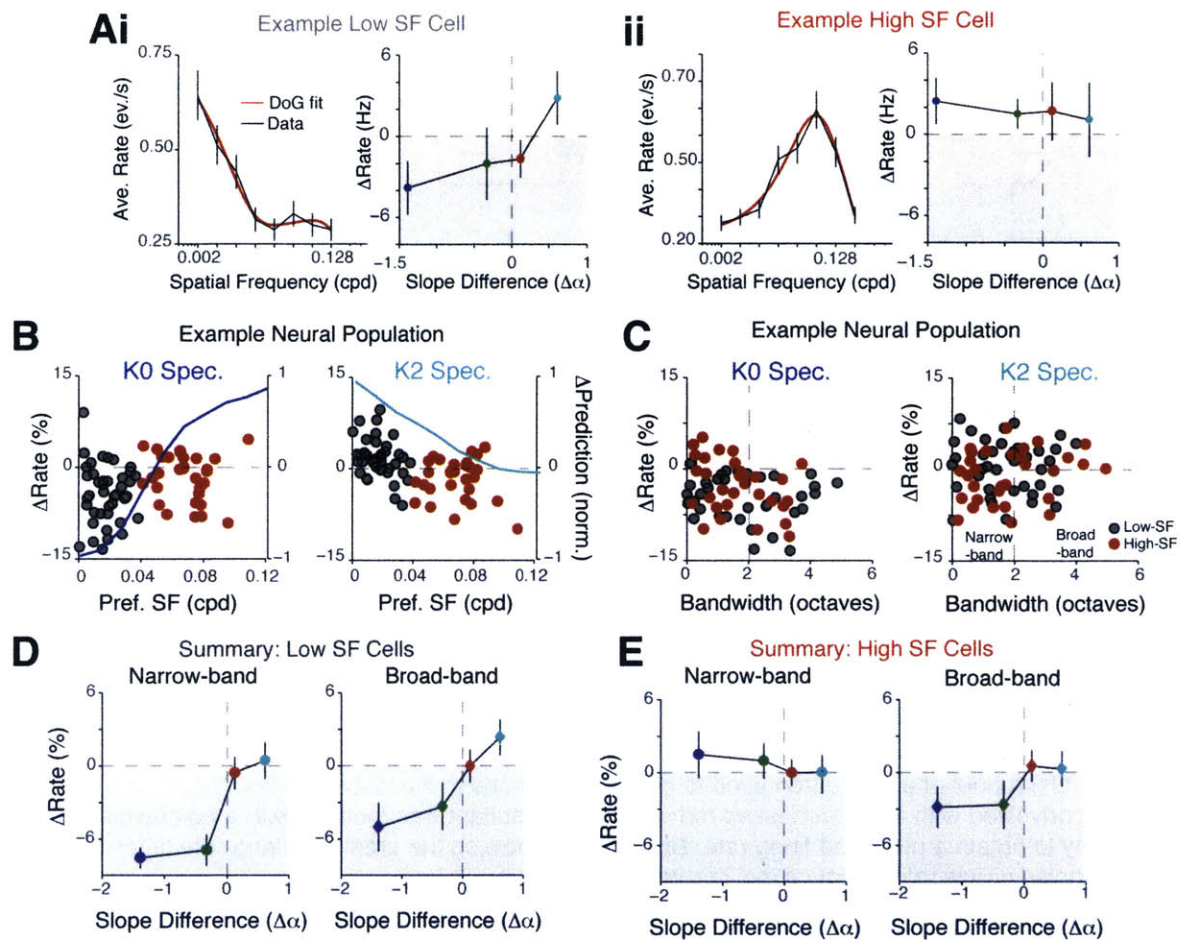 Ai
Example Low SF Cell
0.75
0.50
0.25
Ave. Rate (ev./s)
DoG fit
Data
0.002
0.128
Spatial Frequency (cpd)
6
0
−6
ΔRate (Hz)
−1.5
0
1
Slope Difference (Δα)
ii
Example High SF Cell
0.70
0.50
0.20
Ave. Rate (ev./s)
0.002
0.128
Spatial Frequency (cpd)
6
0
−6
ΔRate (Hz)
−1.5
0
1
Slope Difference (Δα)
B
Example Neural Population
K0 Spec.
15
0
−15
ΔRate (%)
1
0
−1
0
0.04
0.08
0.12
Pref. SF (cpd)
K2 Spec.
15
0
−15
1
0
−1
ΔPrediction (norm.)
0
0.04
0.08
0.12
Pref. SF (cpd)
C
Example Neural Population
K0 Spec.
15
0
−15
ΔRate (%)
0
2
4
6
Bandwidth (octaves)
K2 Spec.
15
0
−15
ΔRate (%)
Narrow
-band
Broad
-band
Low-SF
High-SF
0
2
4
6
Bandwidth (octaves)
D
Summary: Low SF Cells
Narrow-band
6
0
−6
ΔRate (%)
−2
−1
0
1
Slope Difference (Δα)
Broad-band
6
0
−6
−2
−1
0
1
Slope Difference (Δα)
E
Summary: High SF Cells
Narrow-band
6
0
−6
ΔRate (%)
−2
−1
0
1
Slope Difference (Δα)
Broad-band
6
0
−6
ΔRate (%)
−2
−1
0
1
Slope Difference (Δα)